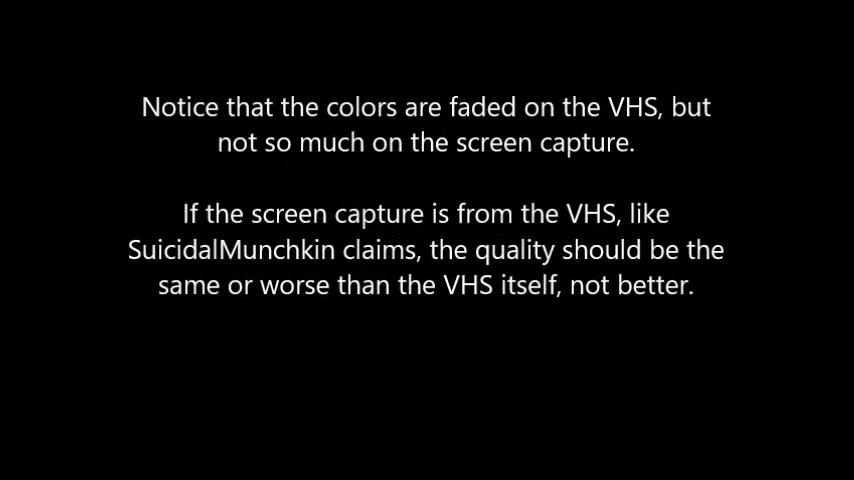 Notice that the colors are faded on the VHS, but
not so much on the screen capture.
If the screen capture is from the VHS, like
SuicidalMunchkin claims, the quality should be the
same or worse than the VHS itself, not better.